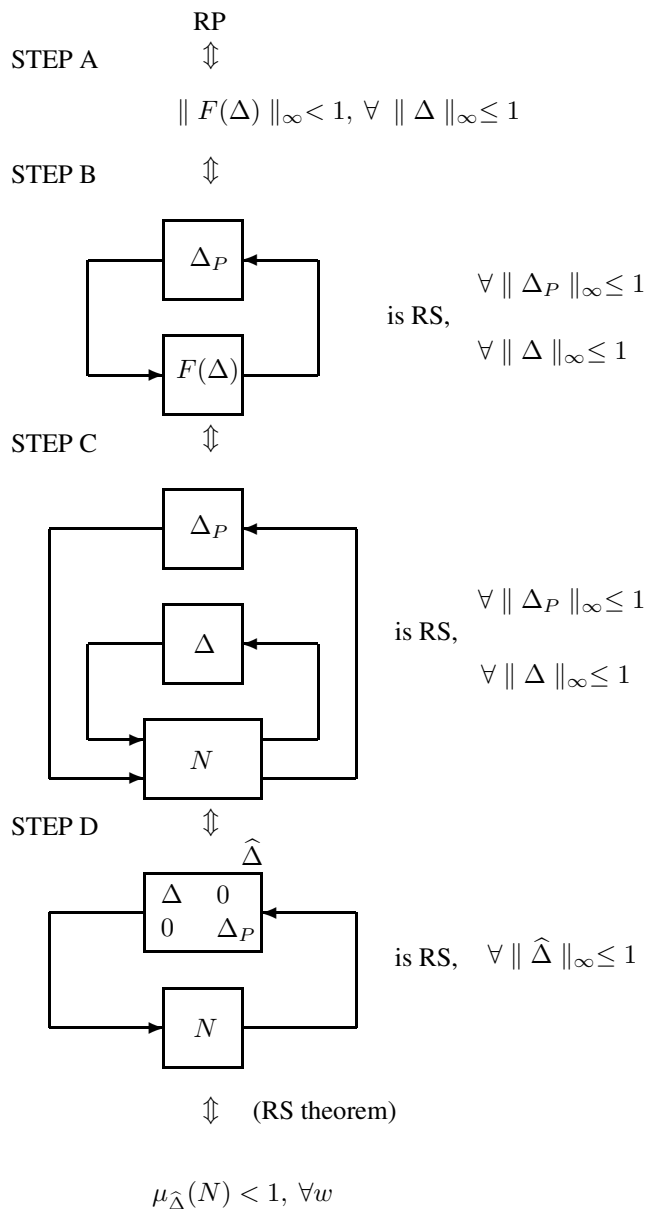 RP
⇕
STEP A
‖ F(Δ) ‖∞< 1, ∀ ‖ Δ ‖∞≤ 1
STEP B ⇕
Δ_P
∀ ‖ Δ_P ‖∞≤ 1
is RS,
∀ ‖ Δ ‖∞≤ 1
F(Δ)
STEP C ⇕
Δ_P
∀ ‖ Δ_P ‖∞≤ 1
is RS,
Δ
∀ ‖ Δ ‖∞≤ 1
N
STEP D ⇕
Δ̂
Δ 0
0 Δ_P
is RS, ∀ ‖ Δ̂ ‖∞≤ 1
N
⇕ (RS theorem)
μ_Δ̂(N) < 1, ∀w